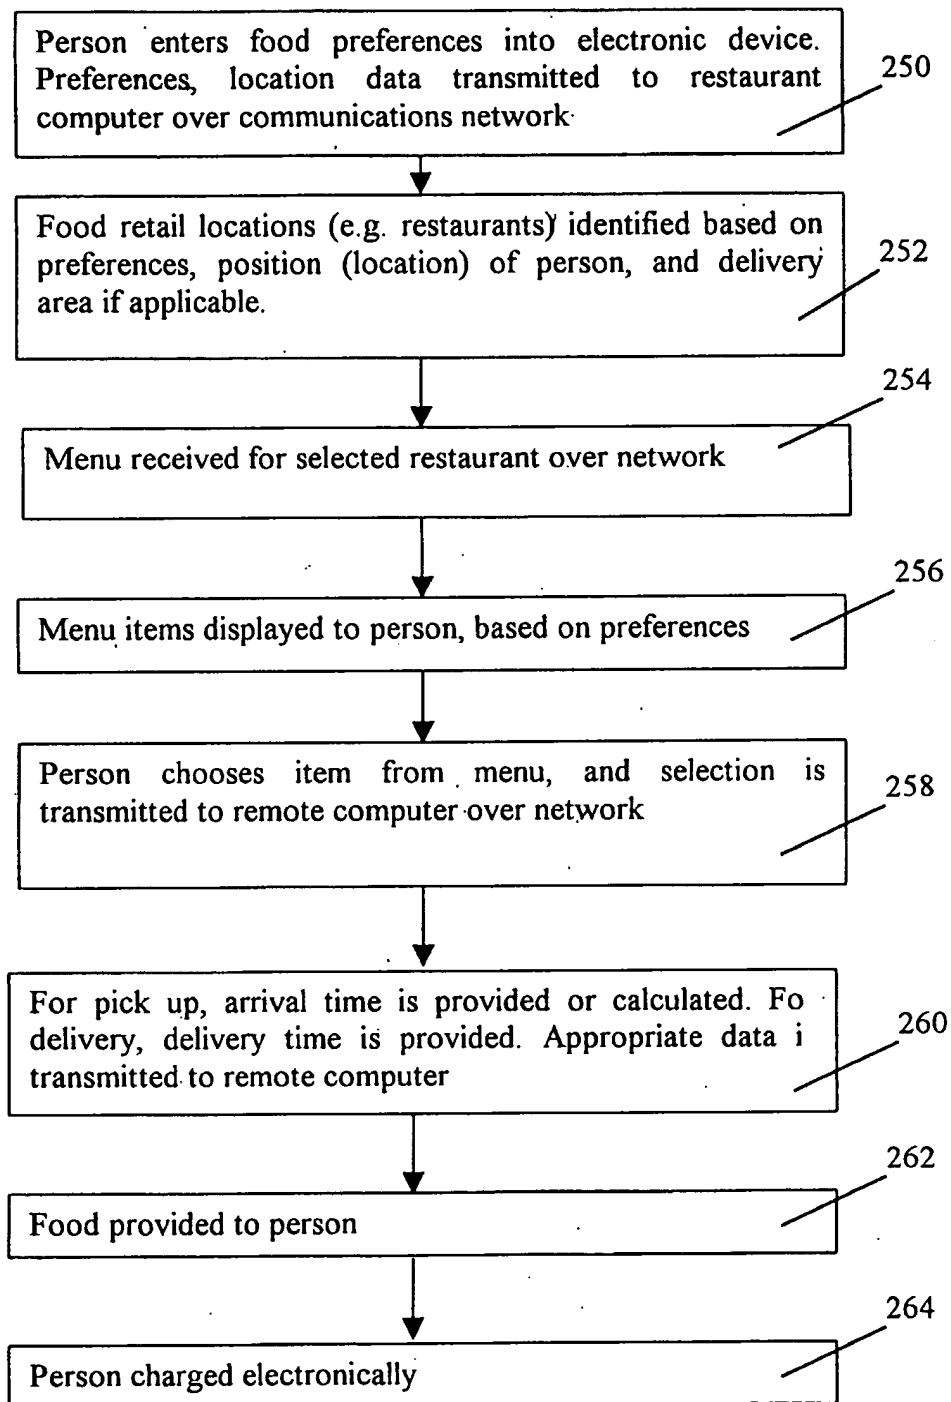 Person enters food preferences into electronic device.
Preferences, location data transmitted to restaurant
computer over communications network
250
Food retail locations (e.g. restaurants) identified based on
preferences, position (location) of person, and delivery
area if applicable.
252
254
Menu received for selected restaurant over network
256
Menu items displayed to person, based on preferences
Person chooses item from menu, and selection is
transmitted to remote computer over network
258
For pick up, arrival time is provided or calculated. Fo
delivery, delivery time is provided. Appropriate data i
transmitted to remote computer
260
262
Food provided to person
264
Person charged electronically